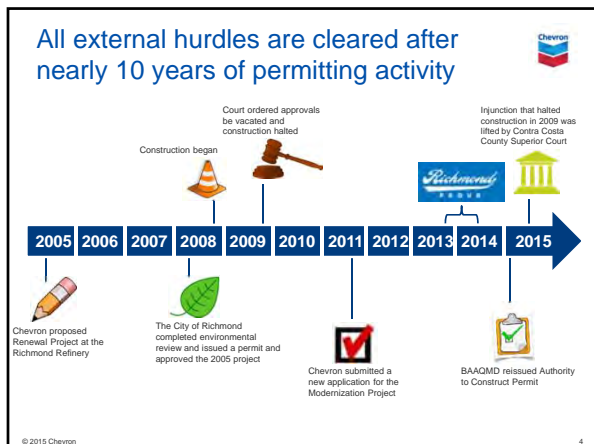 All external hurdles are cleared after
nearly 10 years of permitting activity
Chevron
Court ordered approvals
be vacated and
construction halted
Injunction that halted
construction in 2009 was
lifted by Contra Costa
County Superior Court
Construction began
Richmond
PROUD
2005 2006 2007 2008 2009 2010 2011 2012 2013 2014 2015
Chevron proposed
Renewal Project at the
Richmond Refinery
The City of Richmond
completed environmental
review and issued a permit and
approved the 2005 project
Chevron submitted a
new application for the
Modernization Project
BAAQMD reissued Authority
to Construct Permit
© 2015 Chevron
4